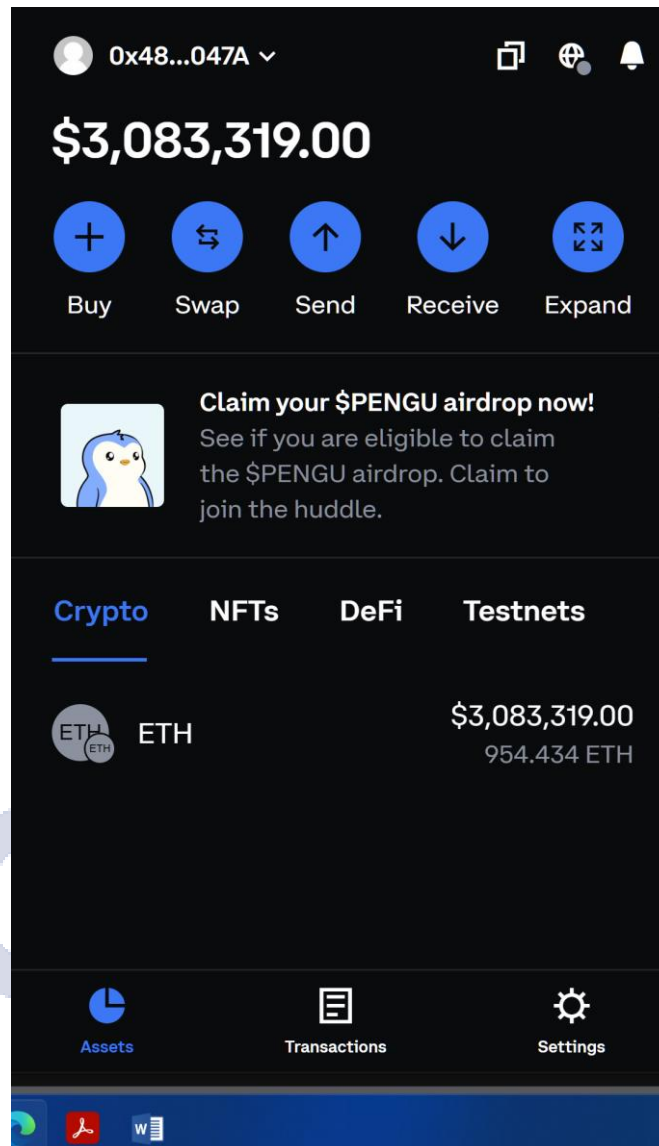 0x48...047A
$3,083,319.00
Buy Swap Send Receive Expand
Claim your $PENGU airdrop now!
See if you are eligible to claim
the $PENGU airdrop. Claim to
join the huddle.
Crypto NFTs DeFi Testnets
ETH ETH ETH $3,083,319.00
954.434 ETH
Assets Transactions Settings
W